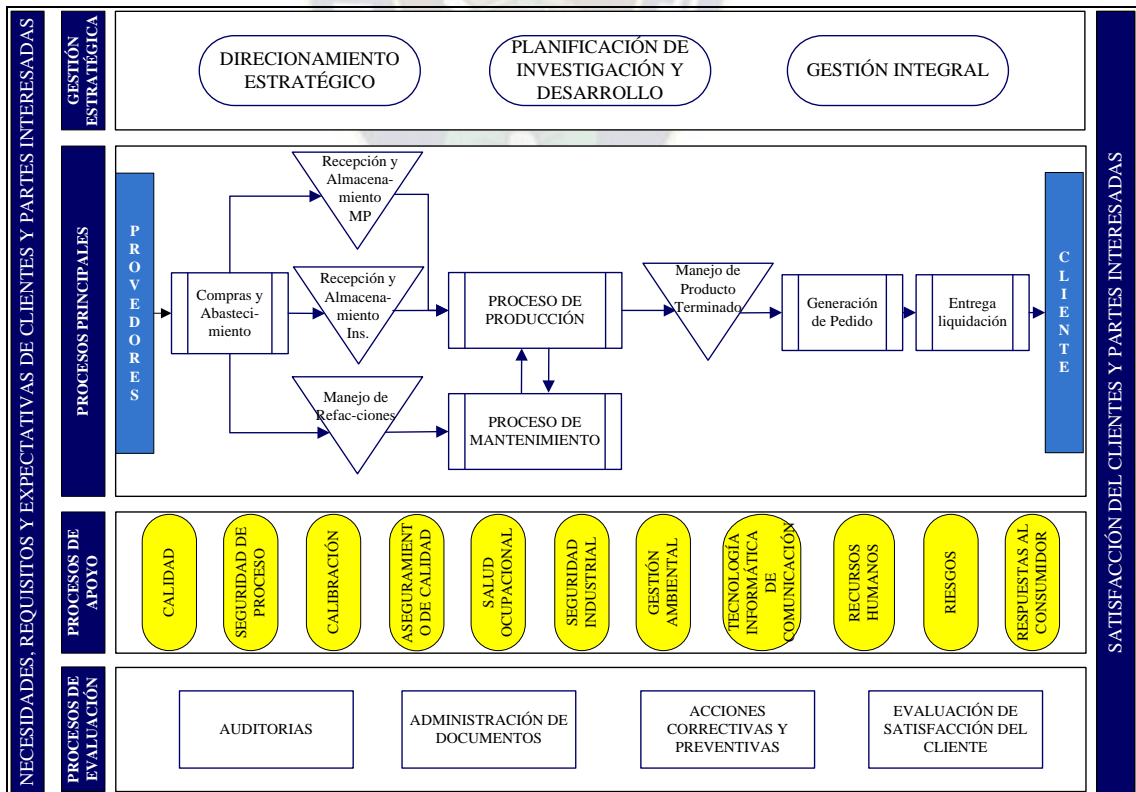 NECESIDADES, REQUISITOS Y EXPECTATIVAS DE CLIENTES Y PARTES INTERESADAS
GESTIÓN
ESTRATÉGICA
DIRECIONAMIENTO
ESTRATÉGICO
PLANIFICACIÓN DE
INVESTIGACIÓN Y
DESARROLLO
GESTIÓN INTEGRAL
PROCESOS PRINCIPALES
PROVEDORES
Compras y
Abasteci-
miento
Recepción y
Almacena-
miento
MP
Recepción y
Almacena-
miento
Ins.
Manejo de
Refac-ciones
PROCESO DE
PRODUCCIÓN
PROCESO DE
MANTENIMIENTO
Manejo de
Producto
Terminado
Generación
de Pedido
Entrega
liquidación
CLIENTE
PROCESOS DE
APOYO
CALIDAD
SEGURIDAD DE
PROCESO
CALIBRACIÓN
ASEGURAMIENT
O DE CALIDAD
SALUD
OCUPACIONAL
SEGURIDAD
INDUSTRIAL
GESTIÓN
AMBIENTAL
TECNOLOGÍA
INFORMÁTICA
DE
COMUNICACIÓN
RECURSOS
HUMUANOS
RIESGOS
RESPUESTAS AL
CONSUMIDOR
PROCESOS DE
EVALUACIÓN
AUDITORIAS
ADMINISTRACIÓN DE
DOCUMENTOS
ACCIONES
CORRECTIVAS Y
PREVENTIVAS
EVALUACIÓN DE
SATISFACCIÓN DEL
CLIENTE
SATISFACCIÓN DEL CLIENTES Y PARTES INTERESADAS